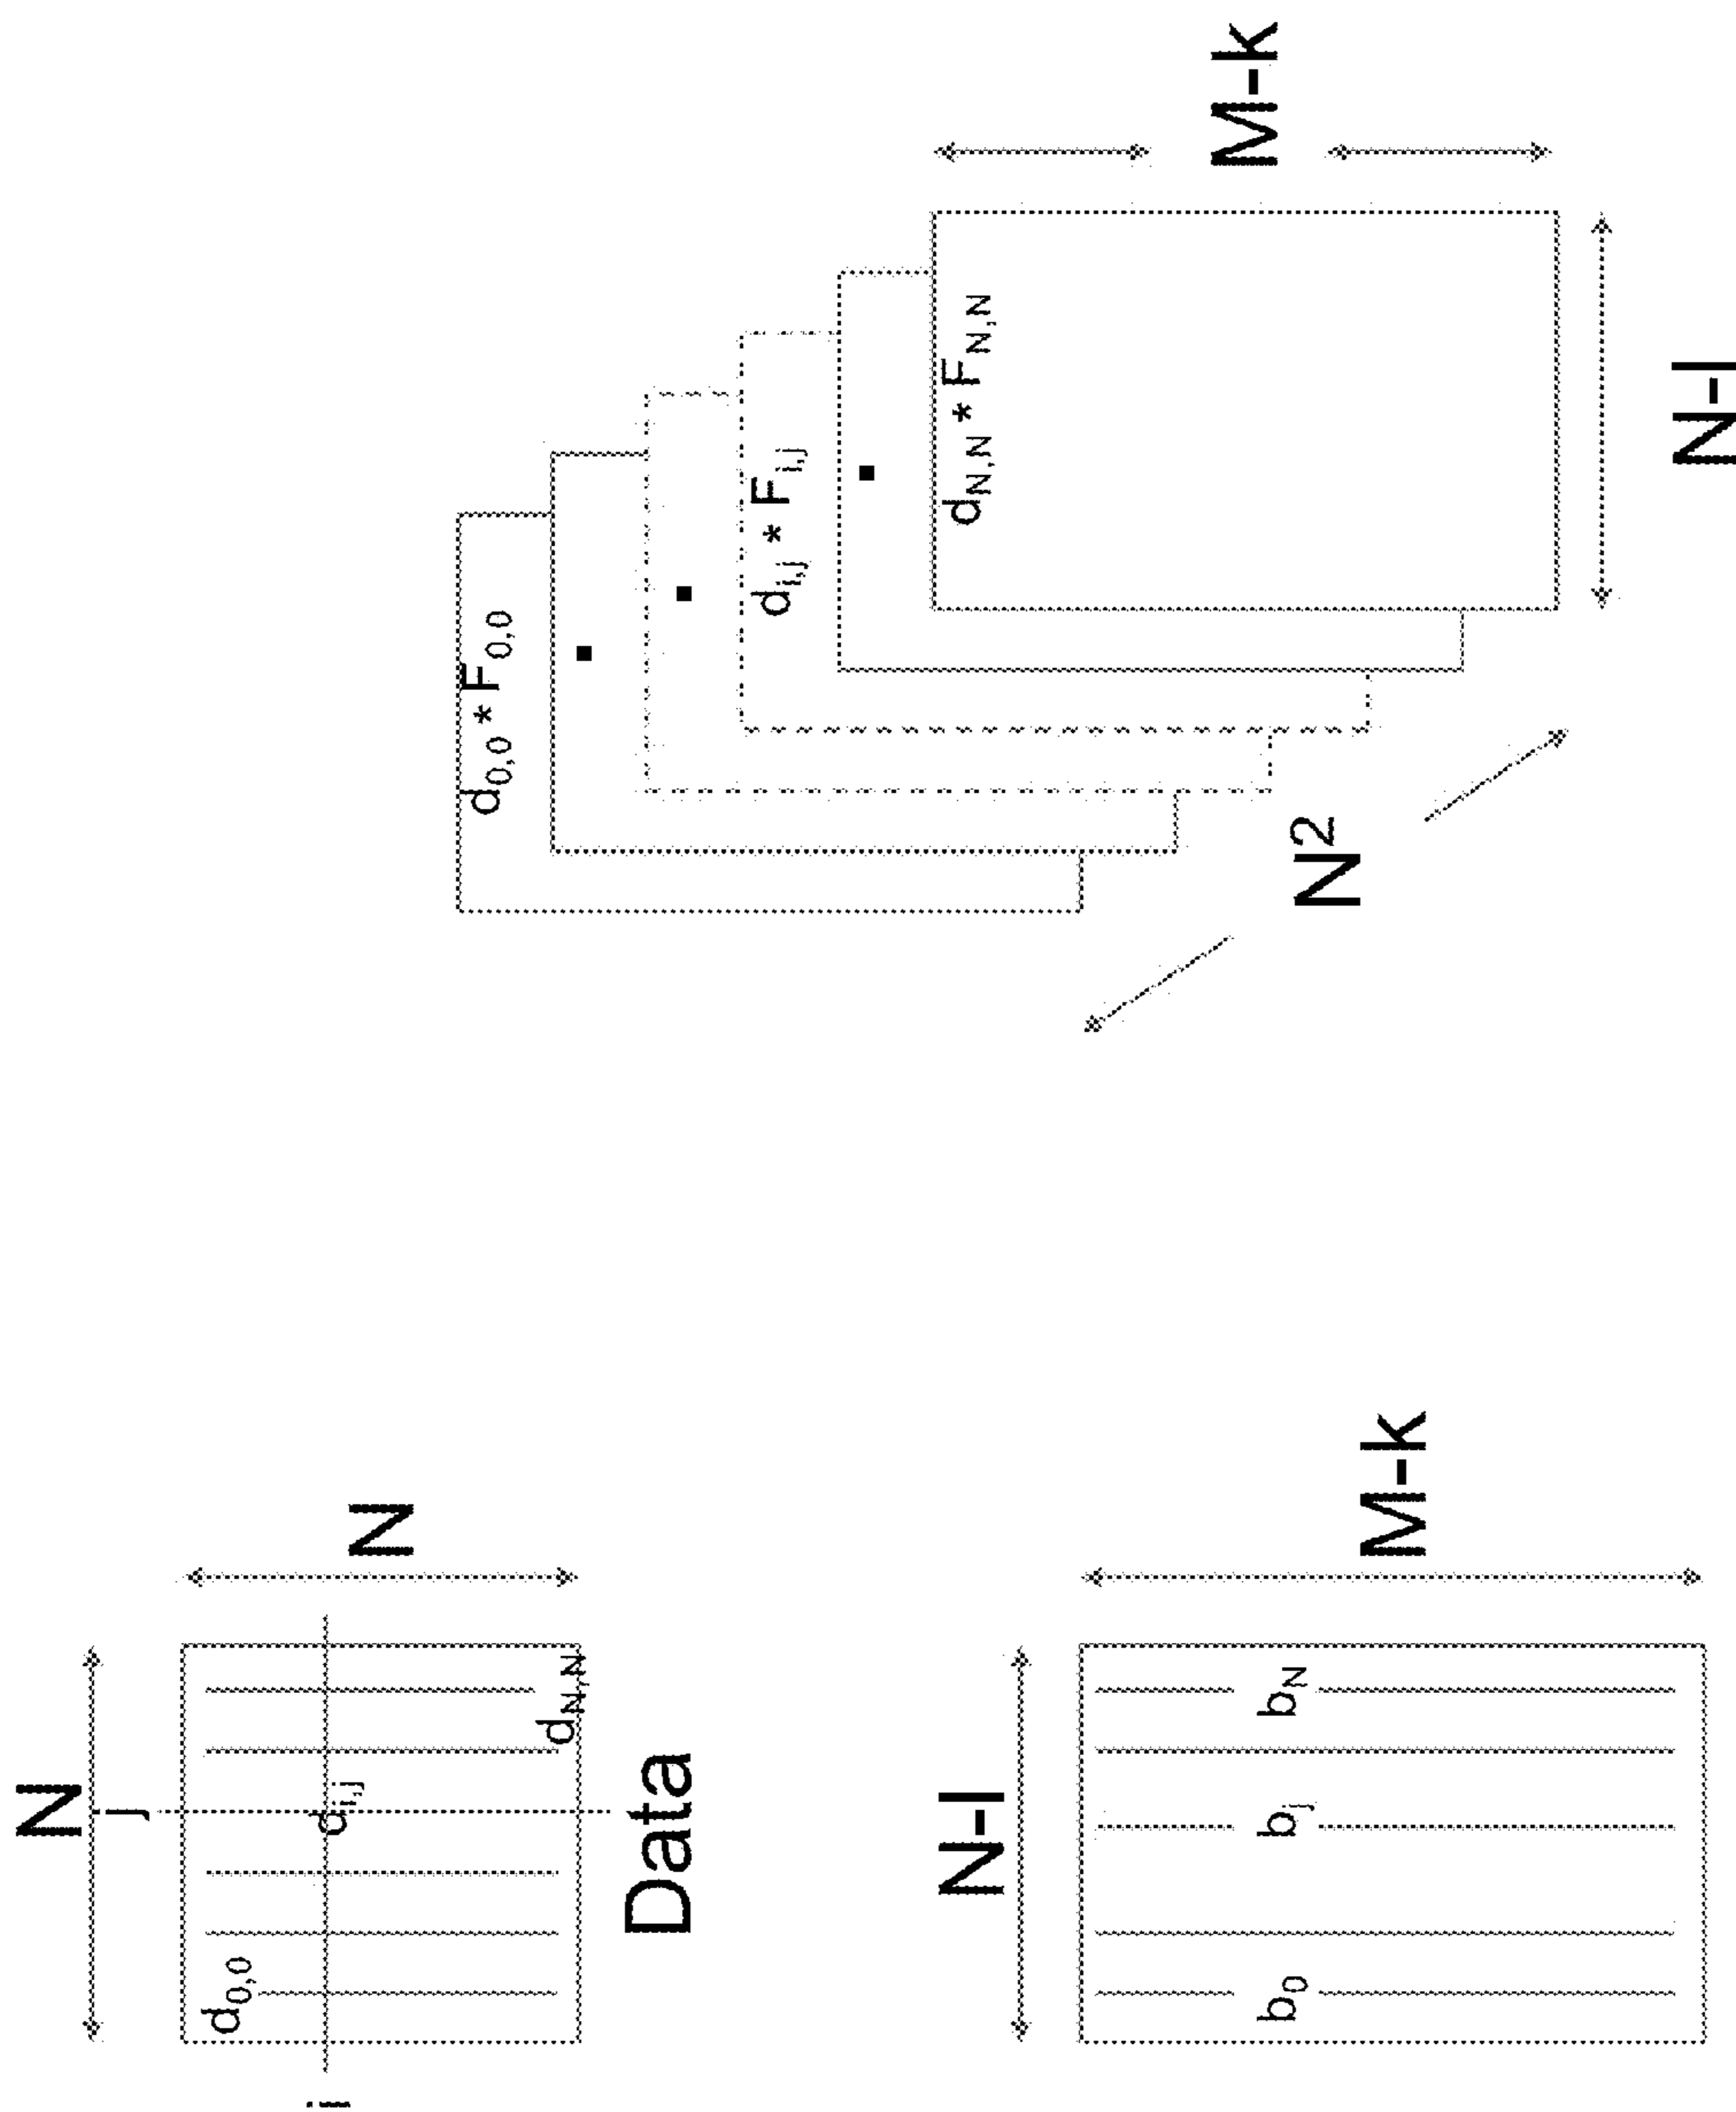 N
j
d0,0
i
di,j
N
dN,N
Data
N-l
b0 bj bN
M-k
d0,0 * F0,0
di,j * Fi,j
dN,N * FN,N
M-k
N²
N-l